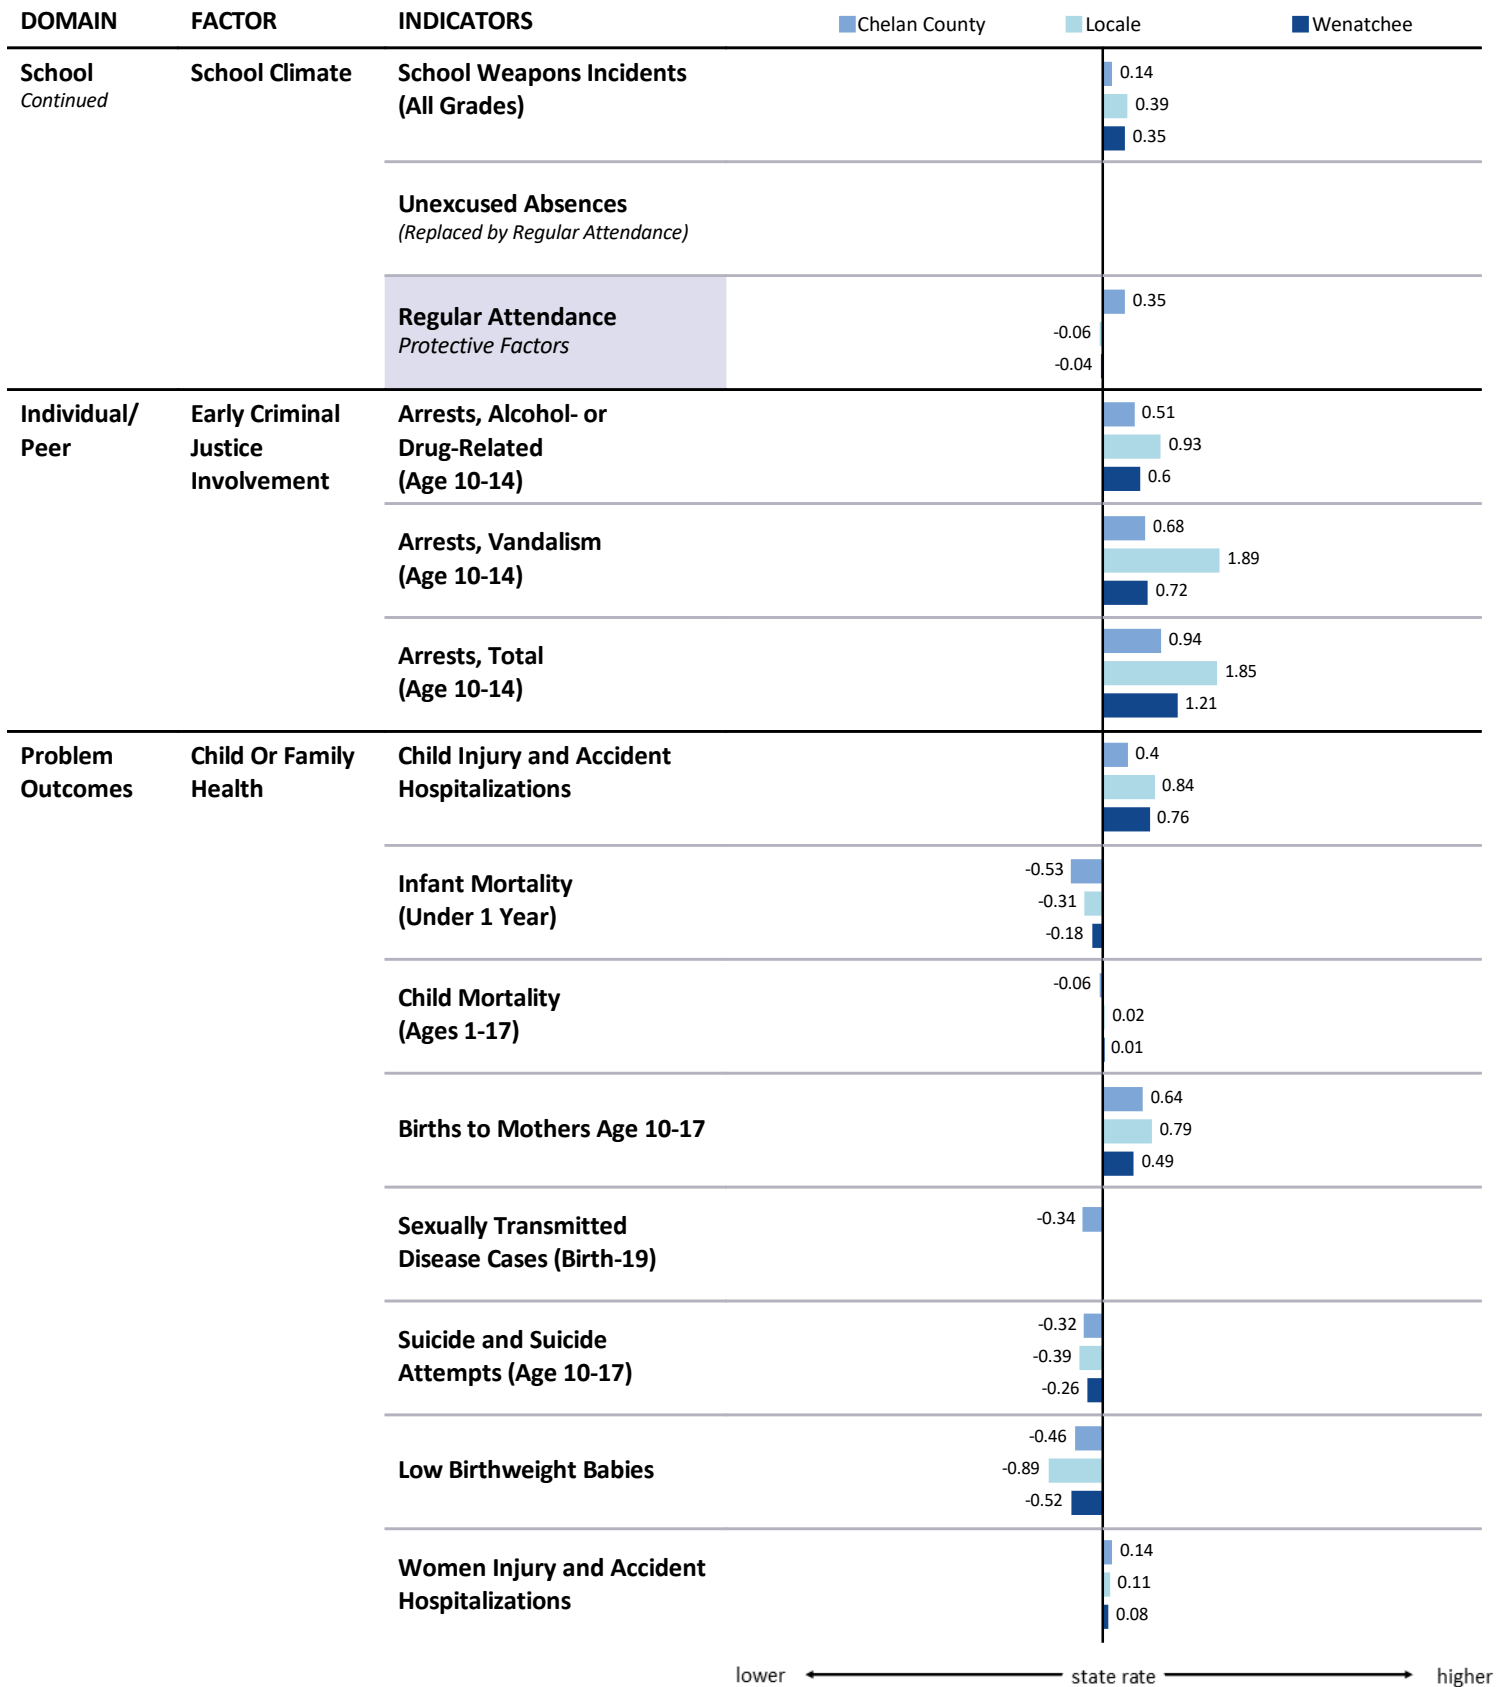 DOMAIN FACTOR INDICATORS Chelan County Locale Wenatchee
School School Climate School Weapons Incidents
Continued
(All Grades)
0.14
0.39
0.35
Unexcused Absences
(Replaced by Regular Attendance)
Regular Attendance
Protective Factors
0.35
-0.06
-0.04
Individual/ Early Criminal Arrests, Alcohol- or
Peer Justice Drug-Related
Involvement (Age 10-14)
0.51
0.93
0.6
Arrests, Vandalism
(Age 10-14)
0.68
1.89
0.72
Arrests, Total
(Age 10-14)
0.94
1.85
1.21
Problem Child Or Family Child Injury and Accident
Outcomes Health Hospitalizations
0.4
0.84
0.76
Infant Mortality
(Under 1 Year)
-0.53
-0.31
-0.18
Child Mortality
(Ages 1-17)
-0.06
0.02
0.01
Births to Mothers Age 10-17
0.64
0.79
0.49
Sexually Transmitted
Disease Cases (Birth-19)
-0.34
Suicide and Suicide
Attempts (Age 10-17)
-0.32
-0.39
-0.26
Low Birthweight Babies
-0.46
-0.89
-0.52
Women Injury and Accident
Hospitalizations
0.14
0.11
0.08
lower state rate higher